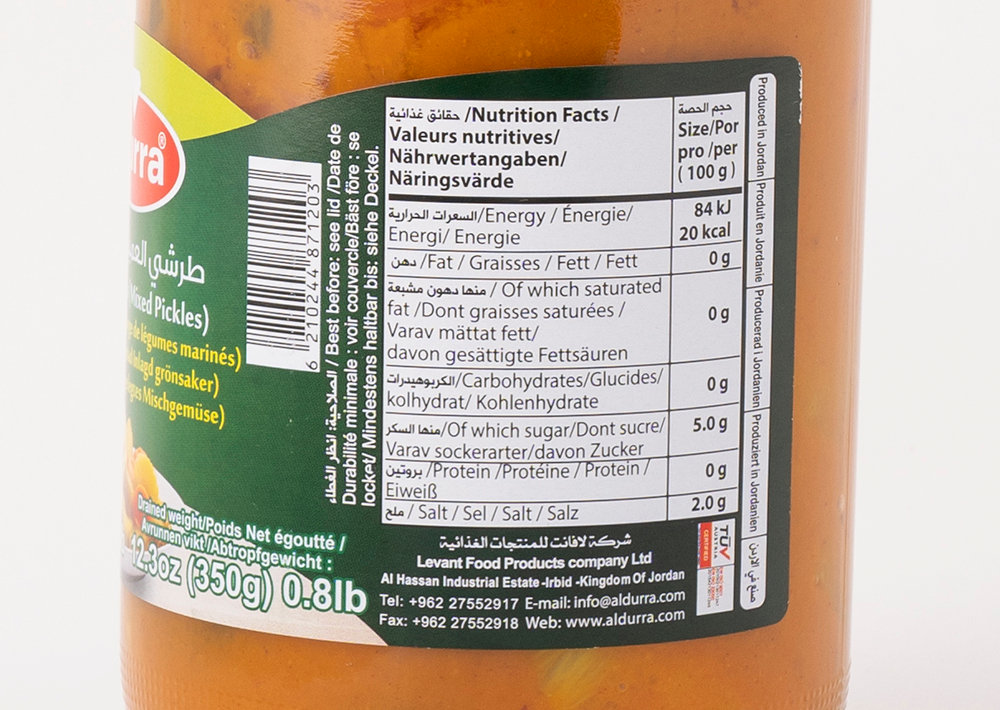 urra®
طرشي
Mixed Pickles)
de légumes marinés)
inlagd grönsaker)
Mischgemüse)
Drained weight/Poids Net égoutté /
Avrunnen vikt /Abtropfgewicht :
12.3oz (350g) 0.8lb
6 210244 871203
الصلاحية: انظر الغطاء / Best before: see lid /Date de
Durabilité minimale : voir couvercle/Bäst före : se
locket/ Mindestens haltbar bis: siehe Deckel.
حقائق غذائية /Nutrition Facts /
Valeurs nutritives/
Nährwertangaben/
Näringsvärde
حجم الحصة
Size/Por
pro /per
( 100 g )
السعرات الحرارية/Energy / Énergie/
Energi/ Energie
84 kJ
20 kcal
دهن /Fat / Graisses / Fett / Fett
0 g
منها دهون مشبعة / Of which saturated
fat /Dont graisses saturées /
Varav mättat fett/
davon gesättigte Fettsäuren
0 g
الكربوهيدرات/Carbohydrates/Glucides/
kolhydrat/ Kohlenhydrate
0 g
منها السكر/Of which sugar/Dont sucre/
Varav sockerarter/davon Zucker
5.0 g
بروتين /Protein /Protéine / Protein /
Eiweiß
0 g
ملح / Salt / Sel / Salt / Salz
2.0 g
شركة لافانت للمنتجات الغذائية
Levant Food Products company Ltd
Al Hassan Industrial Estate -Irbid -Kingdom Of Jordan
Tel: +962 27552917 E-mail: info@aldurra.com
Fax: +962 27552918 Web: www.aldurra.com
TÜV
AUSTRIA
CERTIFIED
Produced in Jordan
Produit en Jordanie
Producerad i Jordanien
Produziert in Jordanien
صنع في الاردن